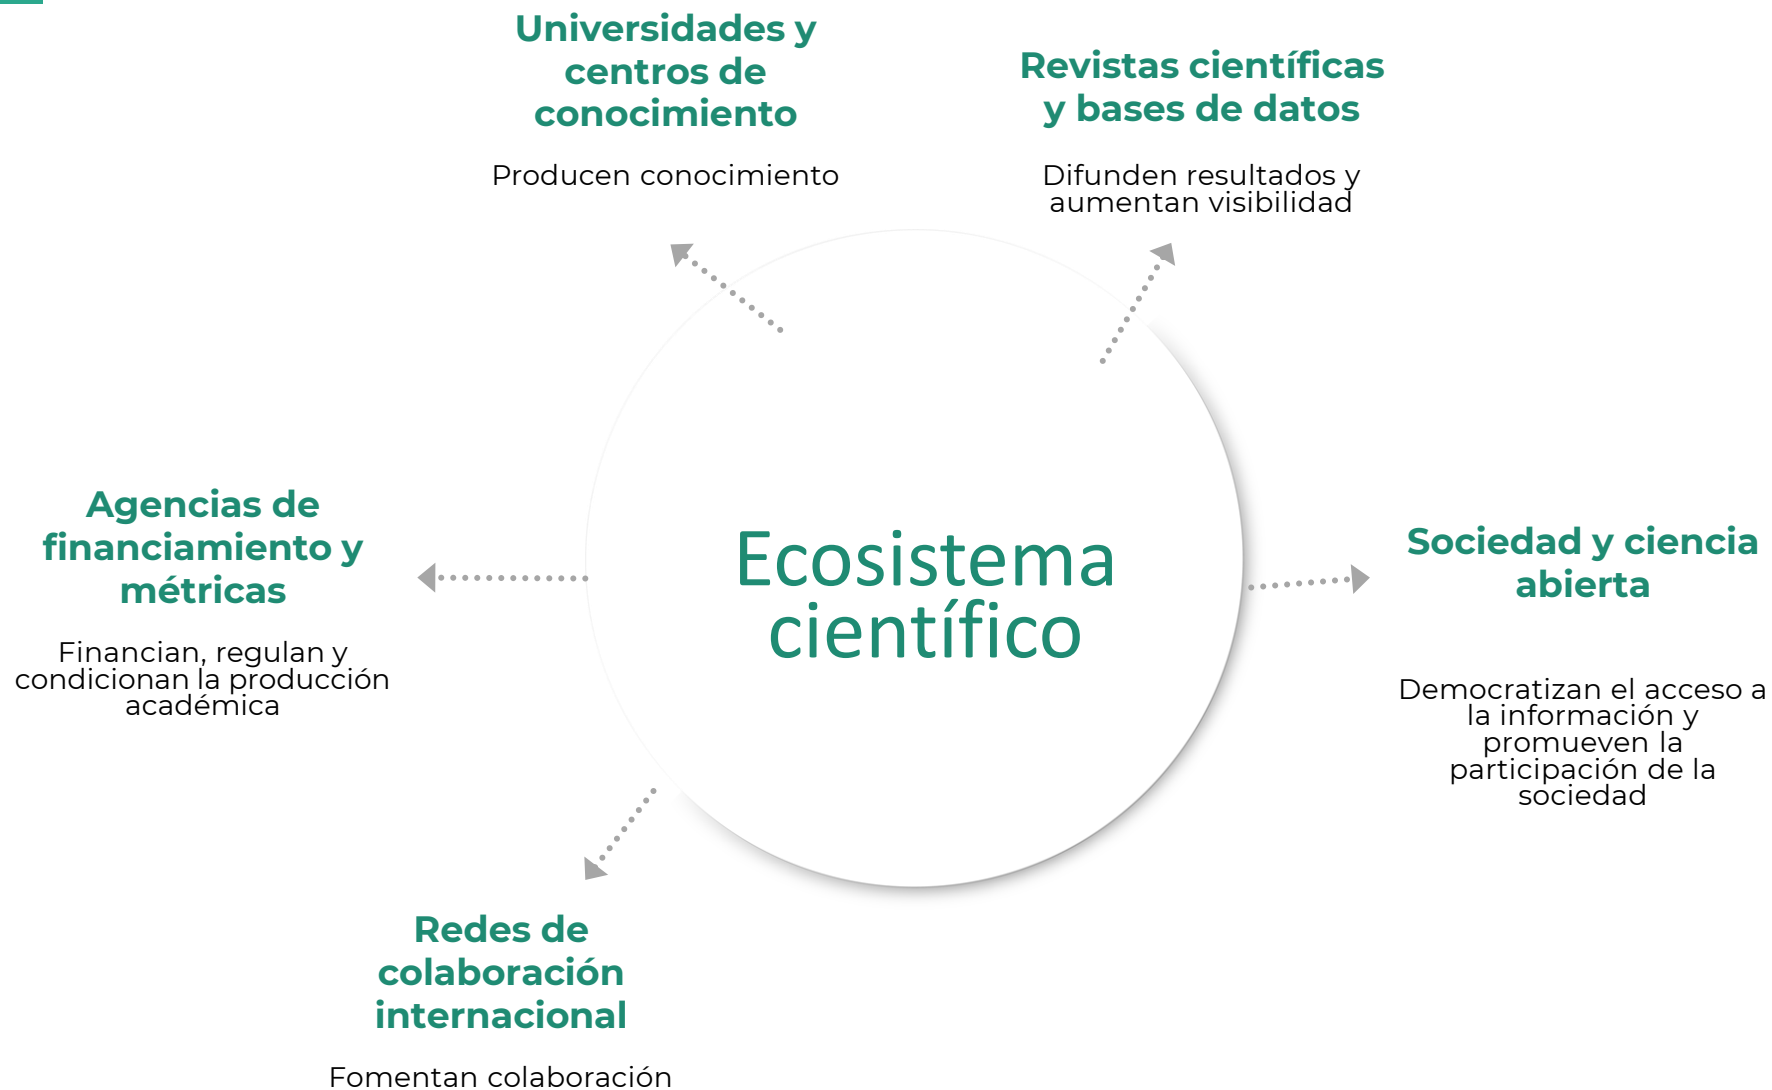 Universidades y
centros de
conocimiento
Producen conocimiento
Revistas científicas
y bases de datos
Difunden resultados y
aumentan visibilidad
Agencias de
financiamiento y
métricas
Financian, regulan y
condicionan la producción
académica
Ecosistema
científico
Sociedad y ciencia
abierta
Democratizan el acceso a
la información y
promueven la
participación de la
sociedad
Redes de
colaboración
internacional
Fomentan colaboración